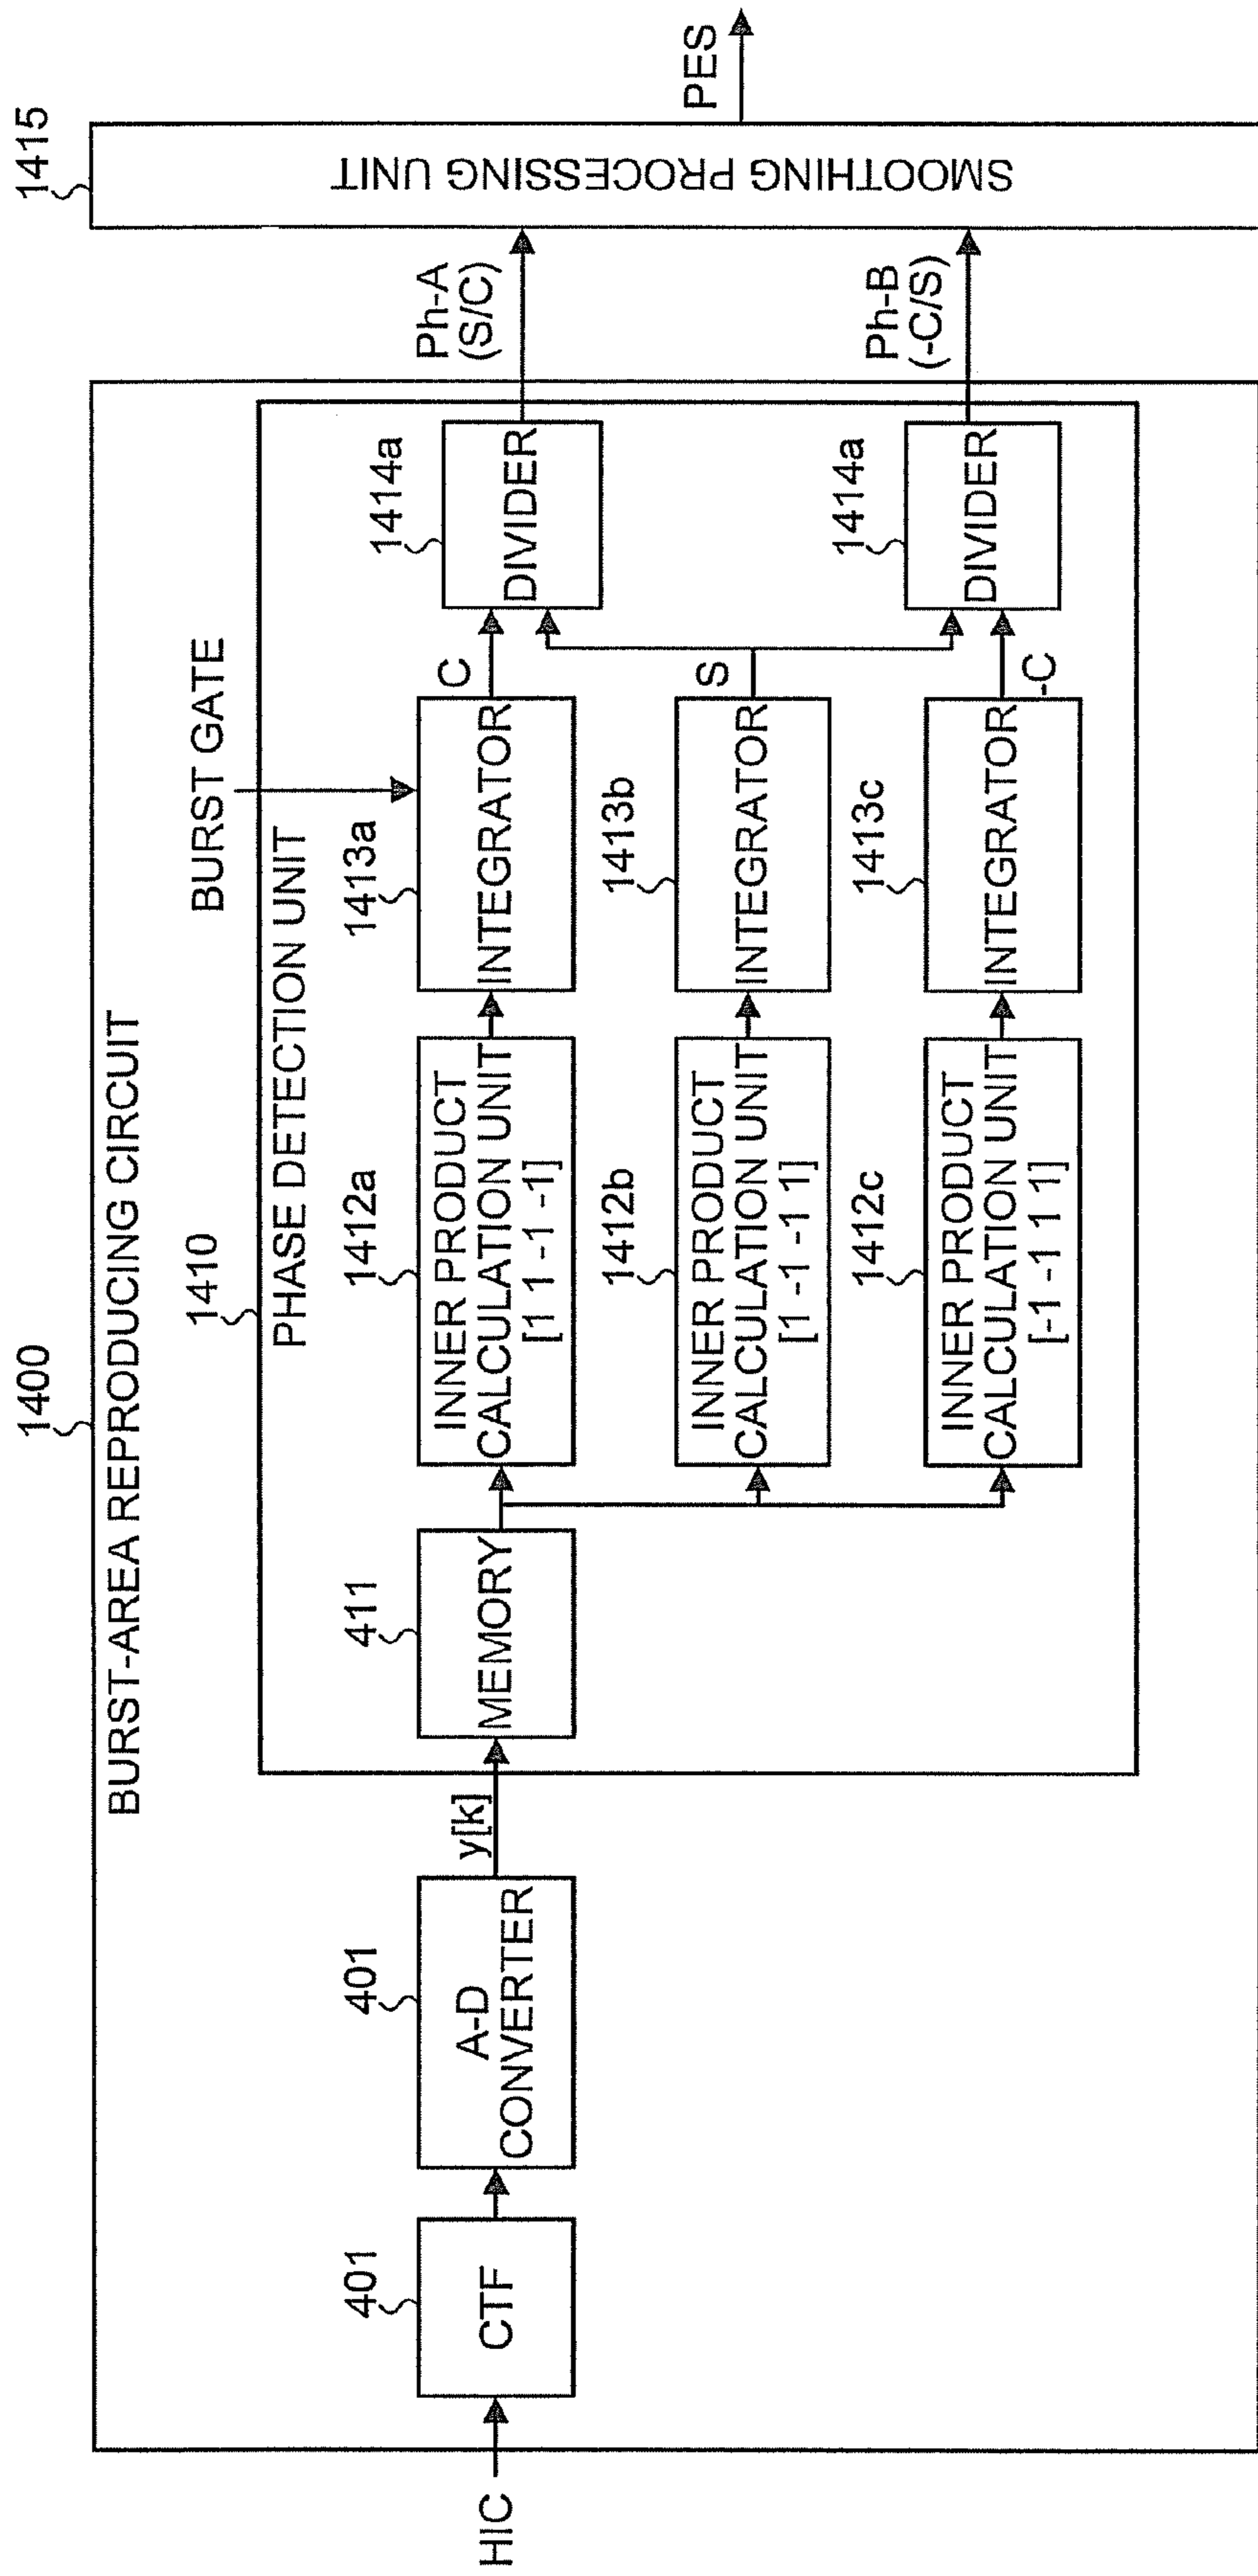 1400
BURST-AREA REPRODUCING CIRCUIT
1410
PHASE DETECTION UNIT
BURST GATE
HIC
401
CTF
401
A-D
CONVERTER
y[k]
411
MEMORY
1412a
INNER PRODUCT
CALCULATION UNIT
[1 1 -1 -1]
1413a
INTEGRATOR
C
1414a
DIVIDER
Ph-A
(S/C)
1412b
INNER PRODUCT
CALCULATION UNIT
[1 -1 -1 1]
1413b
INTEGRATOR
S
1412c
INNER PRODUCT
CALCULATION UNIT
[-1 -1 1 1]
1413c
INTEGRATOR
-C
1414a
DIVIDER
Ph-B
(-C/S)
1415
SMOOTHING PROCESSING UNIT
PES